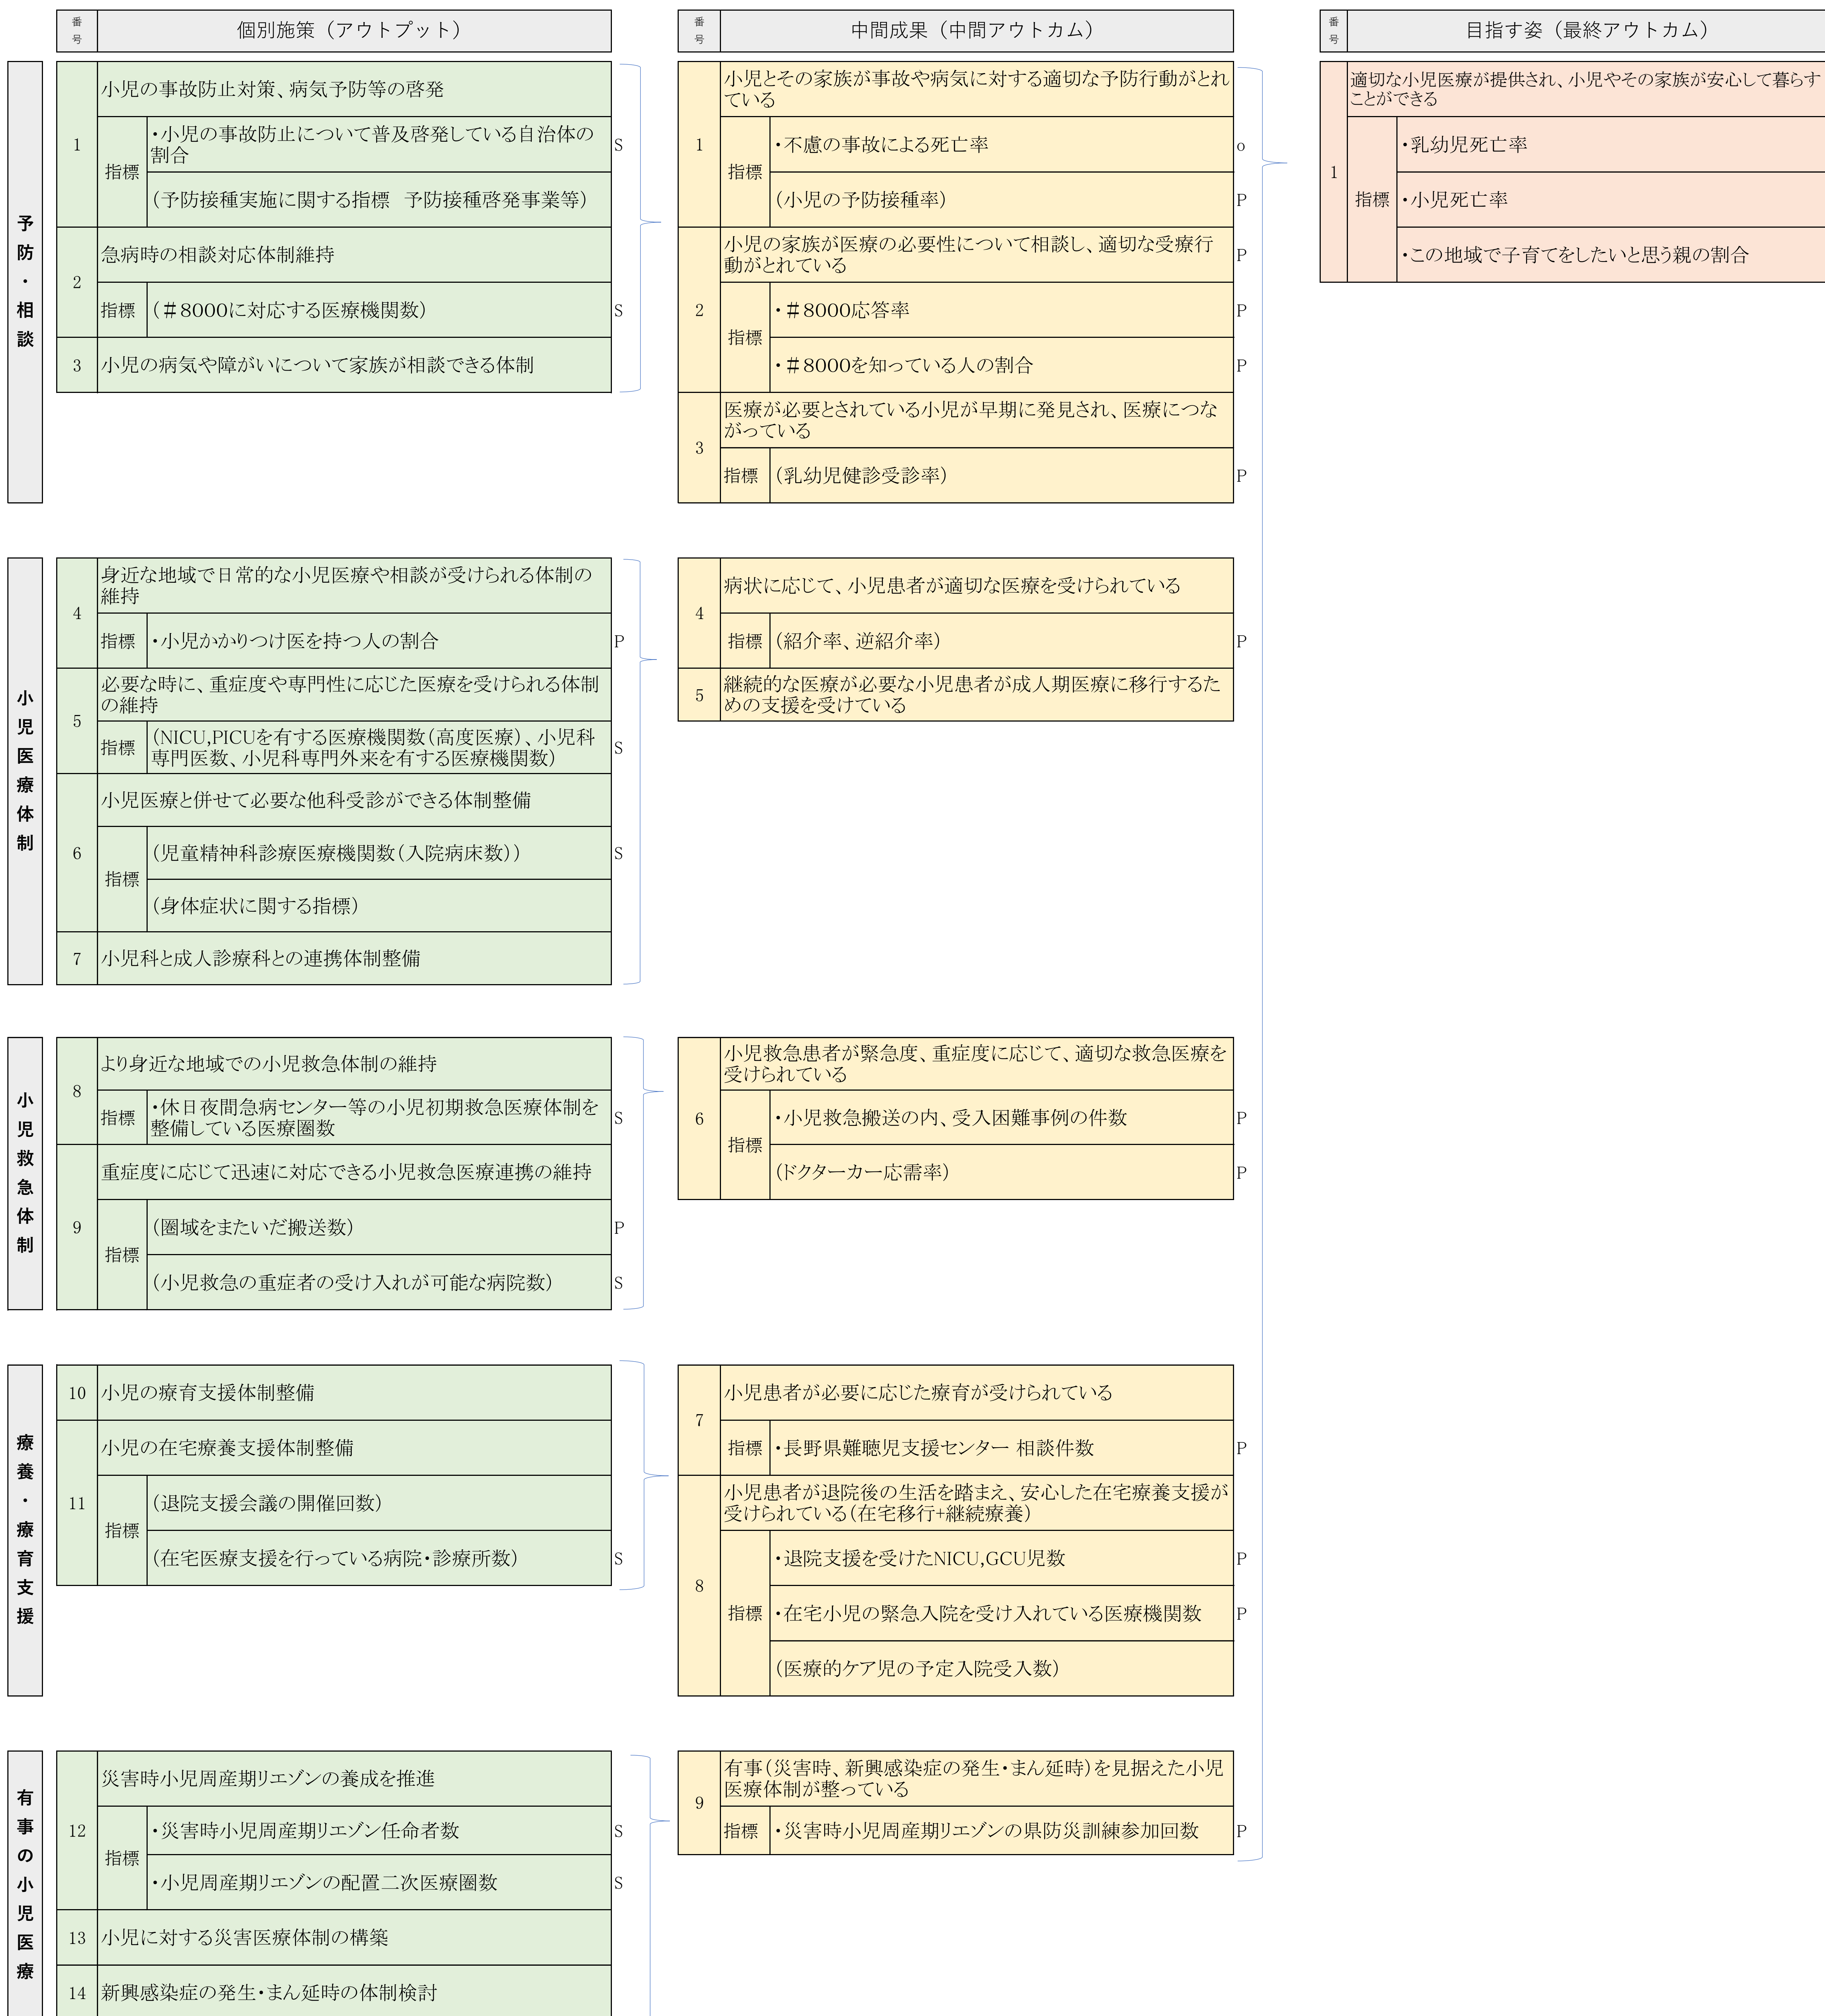 番号
個別施策（アウトプット）
番号
中間成果（中間アウトカム）
番号
目指す姿（最終アウトカム）
予防・相談
1
小児の事故防止対策、病気予防等の啓発
指標
・小児の事故防止について普及啓発している自治体の
割合
S
（予防接種実施に関する指標　予防接種啓発事業等）
2
急病時の相談対応体制維持
指標
（＃8000に対応する医療機関数）
S
3
小児の病気や障がいについて家族が相談できる体制
1
小児とその家族が事故や病気に対する適切な予防行動がとれ
ている
指標
・不慮の事故による死亡率
o
（小児の予防接種率）
P
2
小児の家族が医療の必要性について相談し、適切な受療行
動がとれている
P
指標
・＃8000応答率
P
・＃8000を知っている人の割合
P
3
医療が必要とされている小児が早期に発見され、医療につな
がっている
指標
（乳幼児健診受診率）
P
1
適切な小児医療が提供され、小児やその家族が安心して暮らす
ことができる
指標
・乳幼児死亡率
・小児死亡率
・この地域で子育てをしたいと思う親の割合
小児医療体制
4
身近な地域で日常的な小児医療や相談が受けられる体制の
維持
指標
・小児かかりつけ医を持つ人の割合
P
5
必要な時に、重症度や専門性に応じた医療を受けられる体制
の維持
指標
（NICU,PICUを有する医療機関数（高度医療）、小児科
専門医数、小児科専門外来を有する医療機関数）
S
6
小児医療と併せて必要な他科受診ができる体制整備
指標
（児童精神科診療医療機関数（入院病床数））
S
（身体症状に関する指標）
7
小児科と成人診療科との連携体制整備
4
病状に応じて、小児患者が適切な医療を受けられている
指標
（紹介率、逆紹介率）
P
5
継続的な医療が必要な小児患者が成人期医療に移行するた
めの支援を受けている
小児救急体制
8
より身近な地域での小児救急体制の維持
指標
・休日夜間急病センター等の小児初期救急医療体制を
整備している医療圏数
S
9
重症度に応じて迅速に対応できる小児救急医療連携の維持
指標
（圏域をまたいだ搬送数）
P
（小児救急の重症者の受け入れが可能な病院数）
S
6
小児救急患者が緊急度、重症度に応じて、適切な救急医療を
受けられている
指標
・小児救急搬送の内、受入困難事例の件数
P
（ドクターカー応需率）
P
療養・療育支援
10
小児の療育支援体制整備
11
小児の在宅療養支援体制整備
指標
（退院支援会議の開催回数）
（在宅医療支援を行っている病院・診療所数）
S
7
小児患者が必要に応じた療育が受けられている
指標
・長野県難聴児支援センター 相談件数
P
8
小児患者が退院後の生活を踏まえ、安心した在宅療養支援が
受けられている（在宅移行+継続療養）
指標
・退院支援を受けたNICU,GCU児数
P
・在宅小児の緊急入院を受け入れている医療機関数
P
（医療的ケア児の予定入院受入数）
有事の小児医療
12
災害時小児周産期リエゾンの養成を推進
指標
・災害時小児周産期リエゾン任命者数
S
・小児周産期リエゾンの配置二次医療圏数
S
13
小児に対する災害医療体制の構築
14
新興感染症の発生・まん延時の体制検討
9
有事（災害時、新興感染症の発生・まん延時）を見据えた小児
医療体制が整っている
指標
・災害時小児周産期リエゾンの県防災訓練参加回数
P